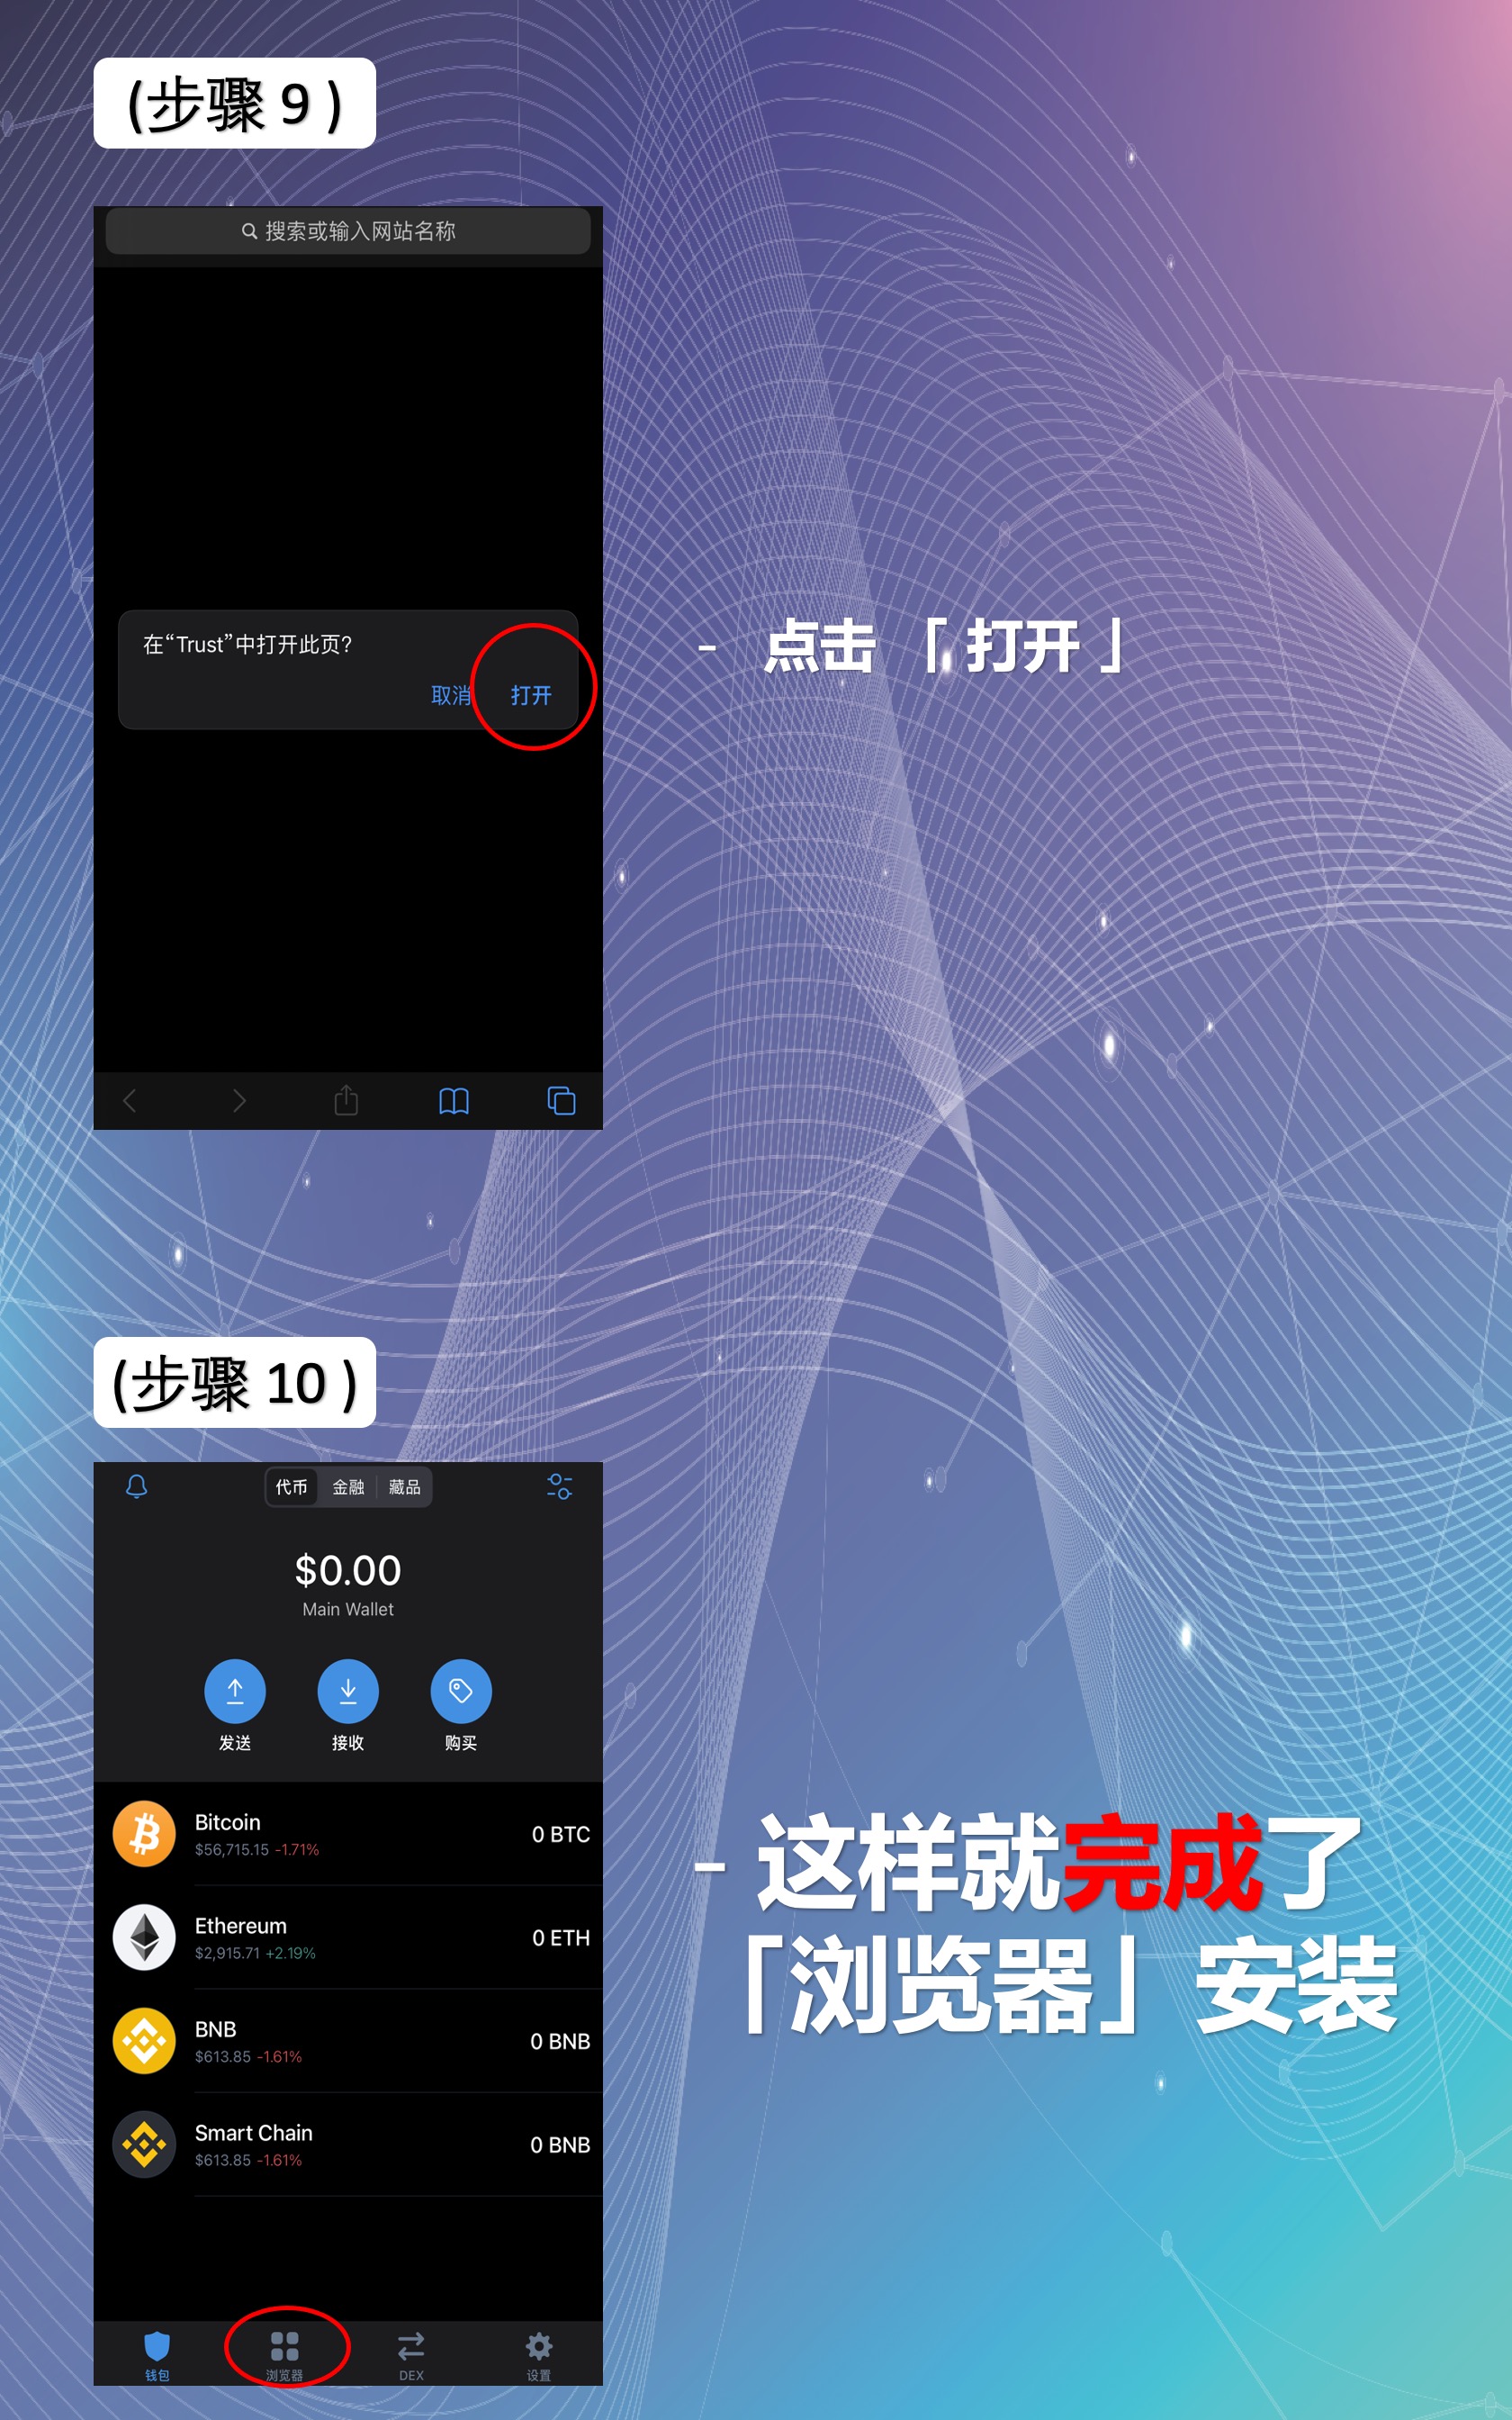 (步骤 9 )
搜索或输入网站名称
在“Trust”中打开此页?
取消 打开
- 点击 「 打开 」
(步骤 10 )
代币 金融 藏品
$0.00
Main Wallet
发送 接收 购买
Bitcoin
$56,715.15 -1.71%
0 BTC
Ethereum
$2,915.71 +2.19%
0 ETH
BNB
$613.85 -1.61%
0 BNB
Smart Chain
$613.85 -1.61%
0 BNB
钱包 浏览器 DEX 设置
- 这样就完成了
「浏览器」安装